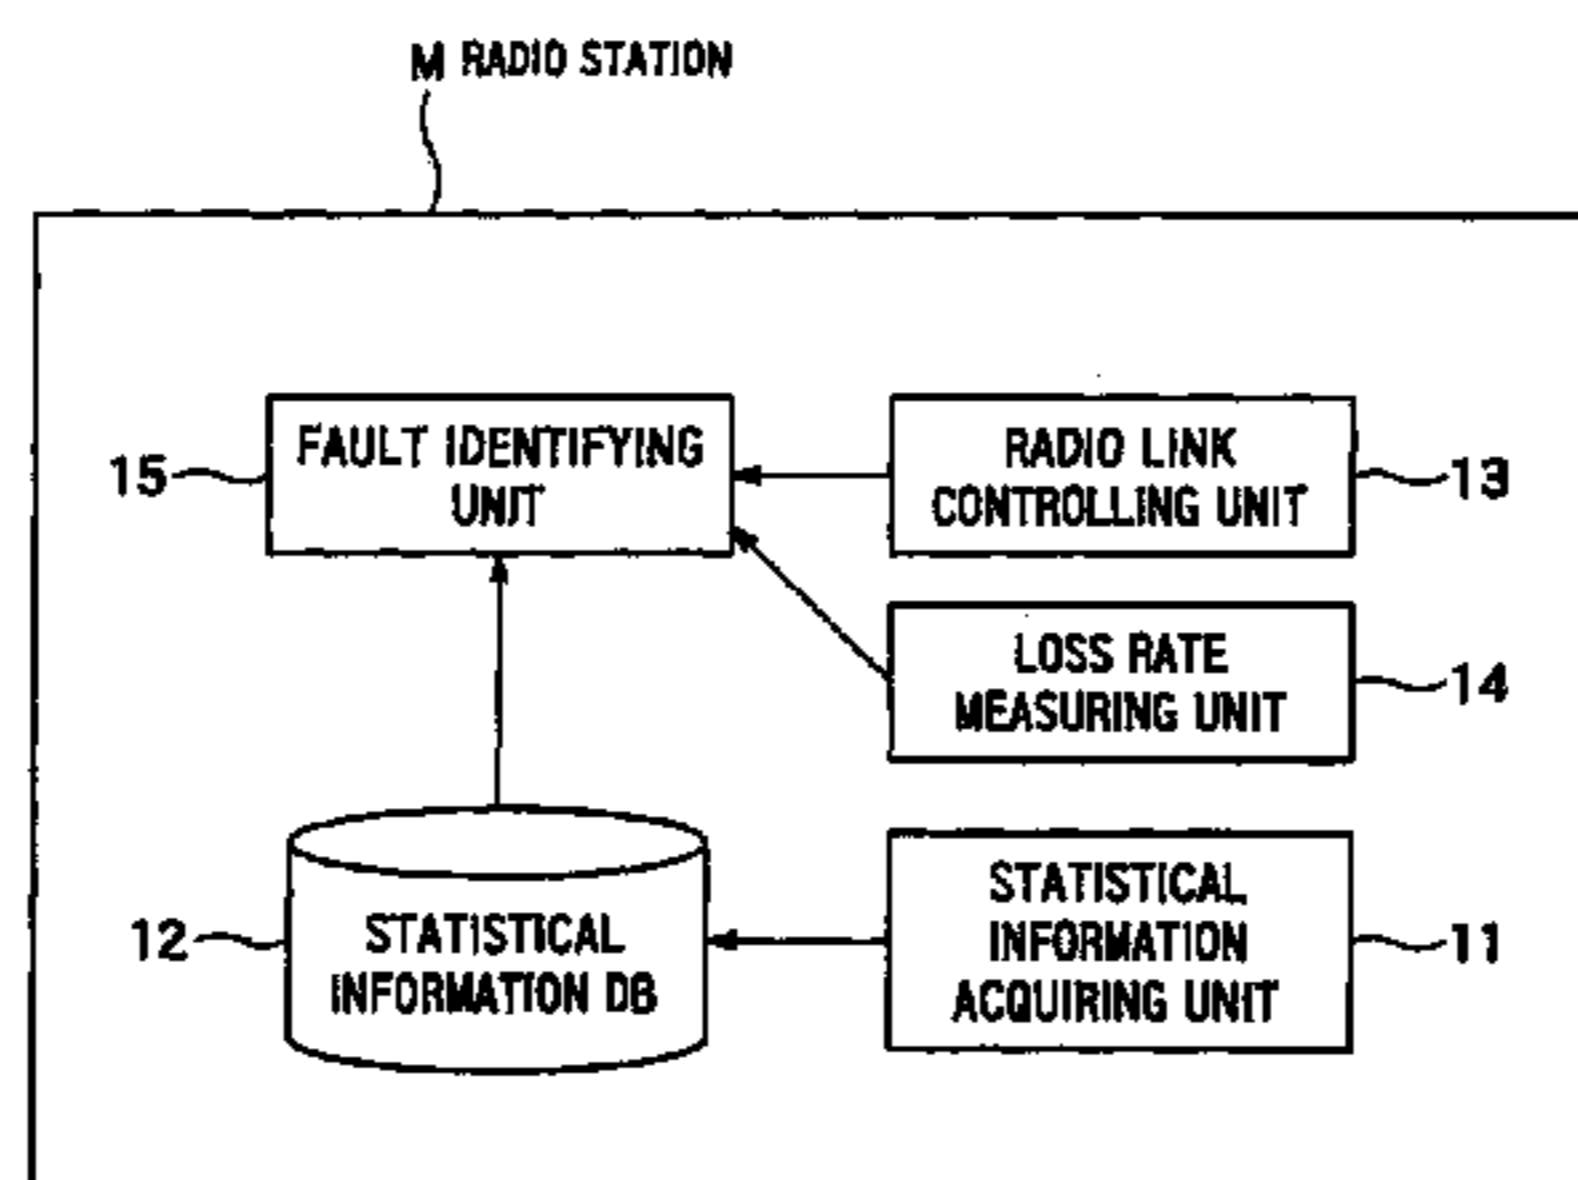 M RADIO STATION
FAULT IDENTIFYING
UNIT
15
RADIO LINK
CONTROLLING UNIT
13
LOSS RATE
MEASURING UNIT
14
STATISTICAL
INFORMATION DB
12
STATISTICAL
INFORMATION
ACQUIRING UNIT
11